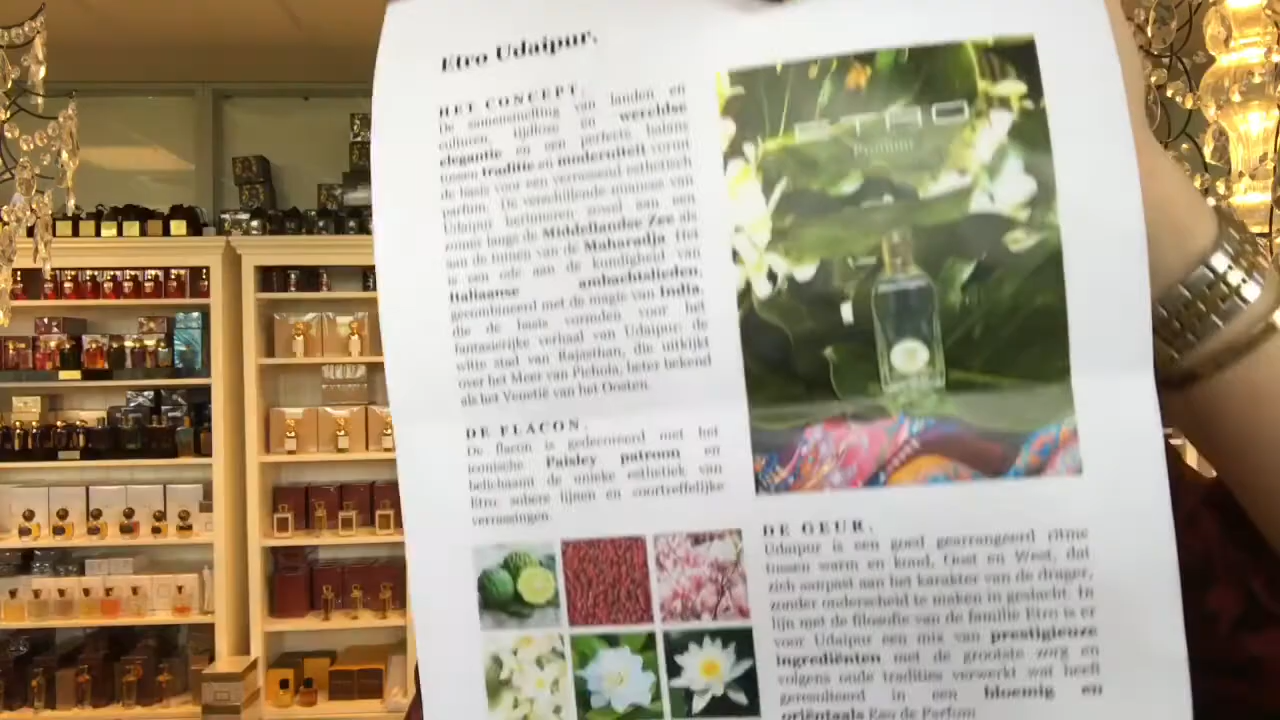 Etro Udaipur.
HET CONCEPT.
De samensmelting van landen en
culturen, tijdloze en wereldse
elegantie en een perfecte balans
tussen traditie en moderniteit vormt
de basis voor een verrassend esthetisch
parfum. De verschillende nuances van
Udaipur herinneren zowel aan een
zomer langs de Middellandse Zee als
aan de tuinen van de Maharadja. Het
is een ode aan de kundigheid van
Italiaanse ambachtslieden,
gecombineerd met de magie van India,
die de basis vormden voor het
fantasierijke verhaal van Udaipur: de
witte stad van Rajasthan, die uitkijkt
over het Meer van Pichola, beter bekend
als het Venetië van het Oosten.
DE FLACON.
De flacon is gedecoreerd met het
iconische Paisley patroon en
belichaamt de unieke esthetiek van
Etro: sobere lijnen en voortreffelijke
verrassingen.
ETRO
Parfums
DE GEUR.
Udaipur is een goed gearrangeerd ritme
tussen warm en koud, Oost en West, dat
zich aanpast aan het karakter van de drager,
zonder onderscheid te maken in geslacht. In
lijn met de filosofie van de familie Etro is er
voor Udaipur een mix van prestigieuze
ingrediënten met de grootste zorg en
volgens oude tradities verwerkt wat heeft
geresulteerd in een bloemig en
oriëntaals Eau de Parfum